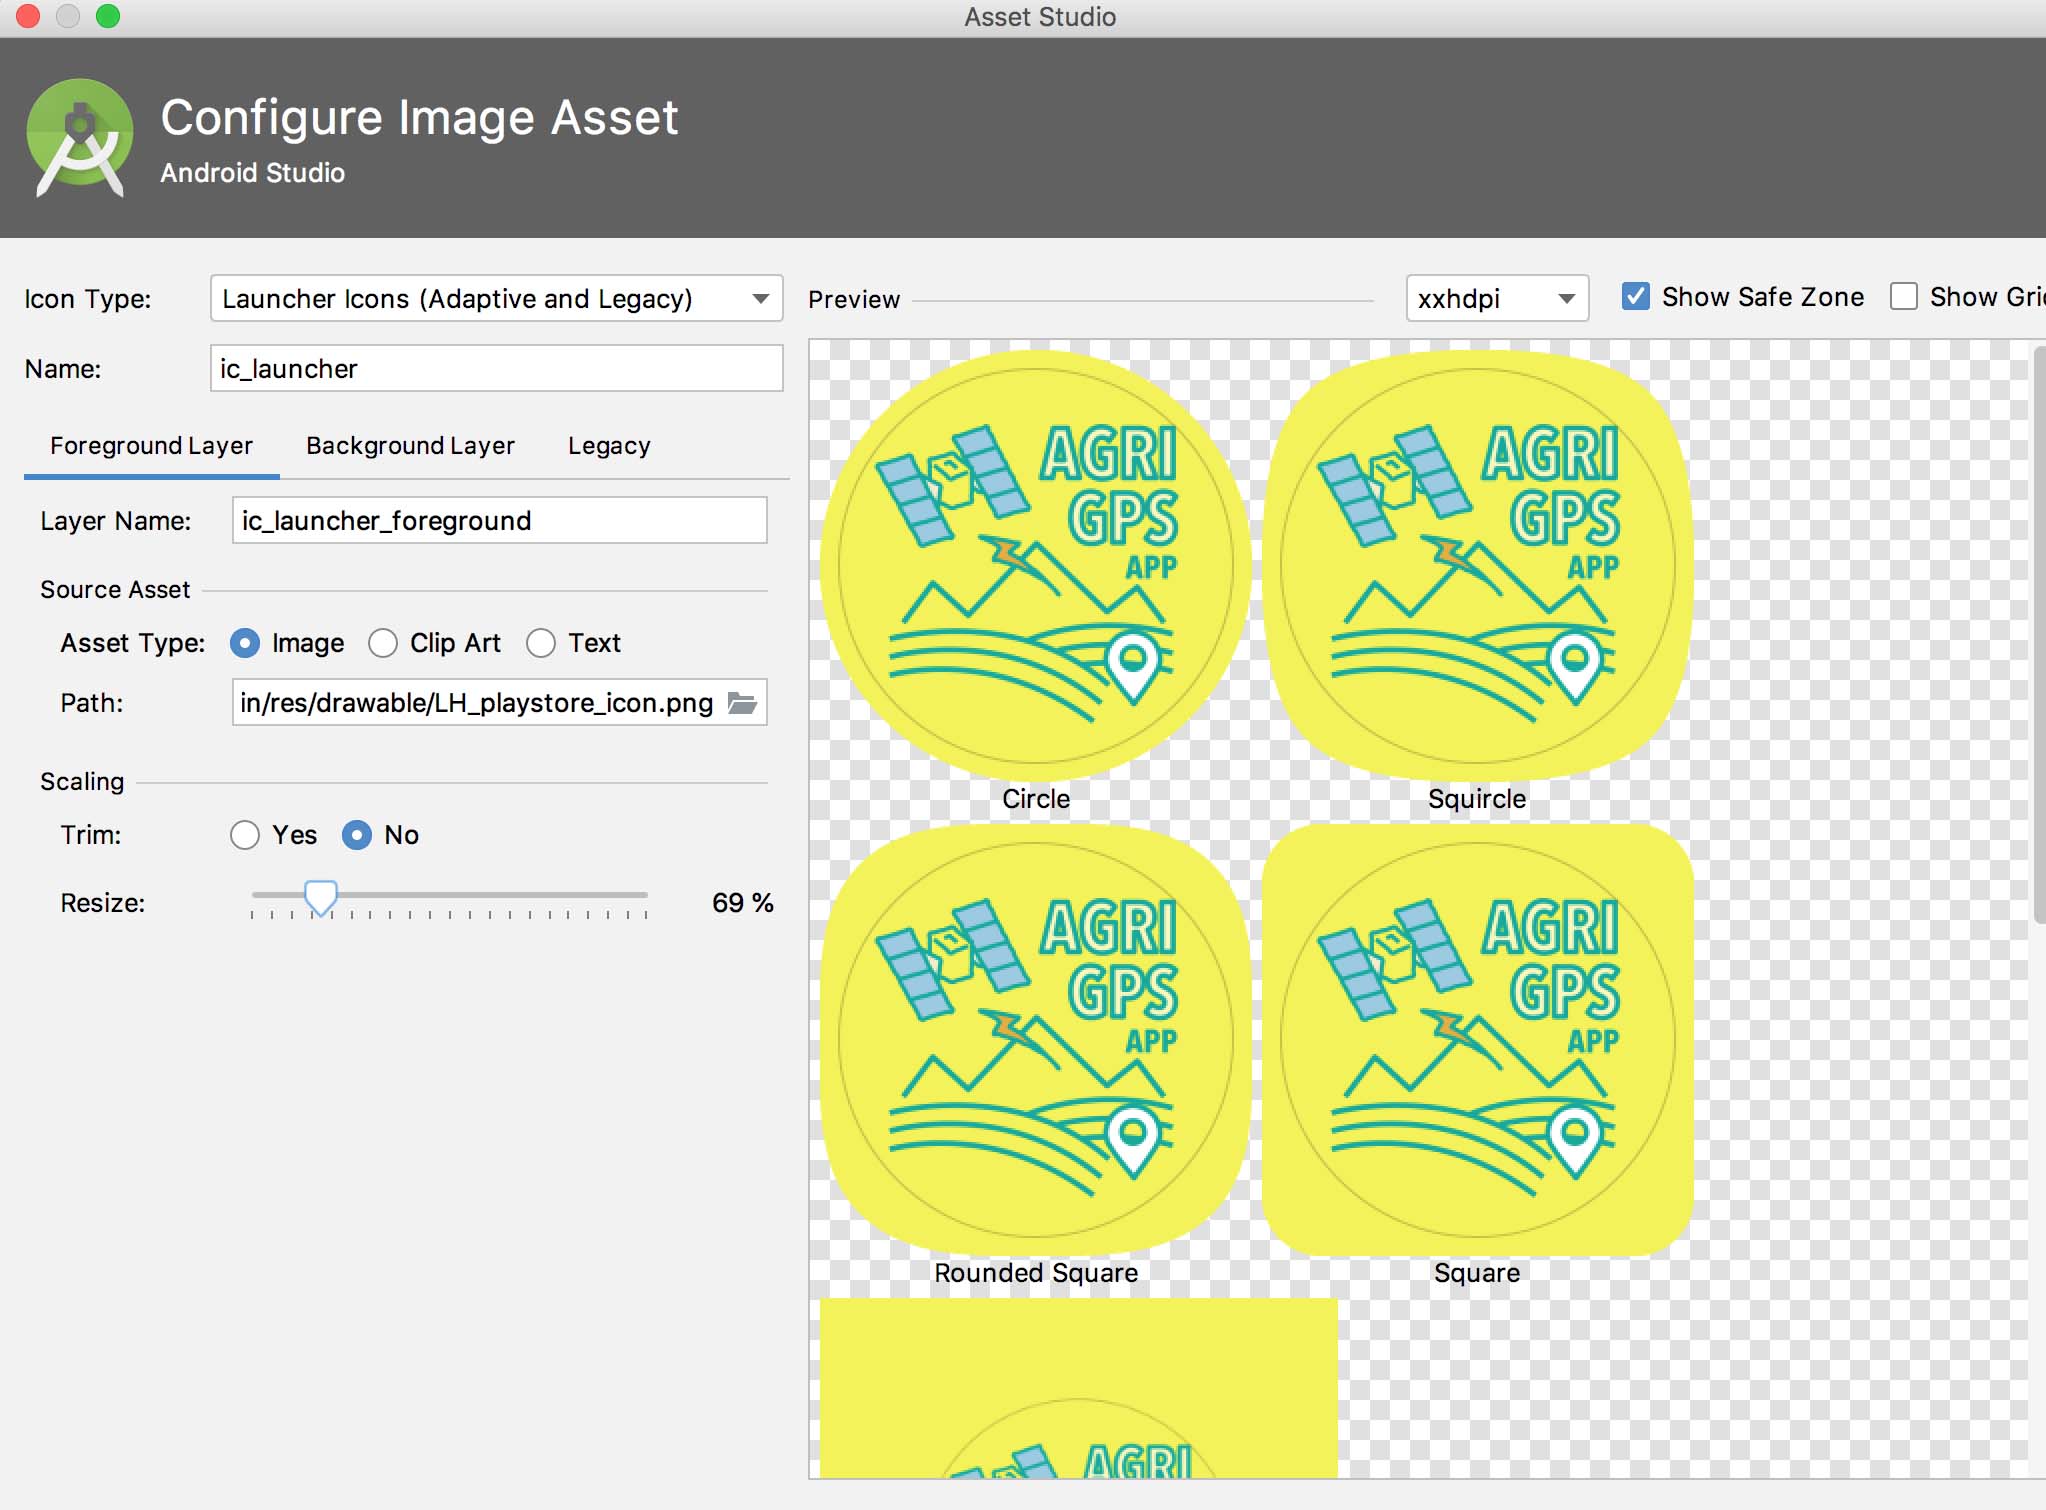 Asset Studio
Configure Image Asset
Android Studio
Icon Type:
Launcher Icons (Adaptive and Legacy)
Name:
ic_launcher
Foreground Layer
Background Layer
Legacy
Layer Name:
ic_launcher_foreground
Source Asset
Asset Type:
Image
Clip Art
Text
Path:
in/res/drawable/LH_playstore_icon.png
Scaling
Trim:
Yes
No
Resize:
69 %
Preview
xxhdpi
Show Safe Zone
Show Gri
AGRI
GPS
APP
Circle
AGRI
GPS
APP
Squircle
AGRI
GPS
APP
Rounded Square
AGRI
GPS
APP
Square
AGRI